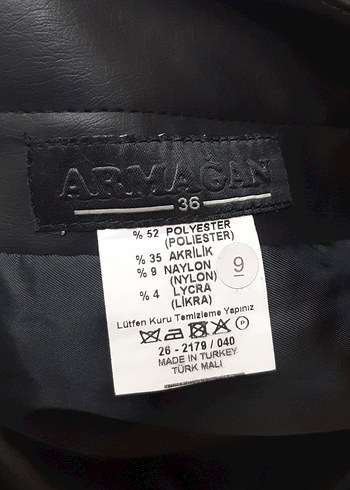 ARMAĞAN
36
% 52 POLYESTER
(POLIESTER)
% 35 AKRİLİK
% 9 NAYLON
(NYLON)
% 4 LYCRA
(LİKRA)
9
Lütfen Kuru Temizleme Yapınız
P
26 - 2179 / 040
MADE IN TURKEY
TÜRK MALI